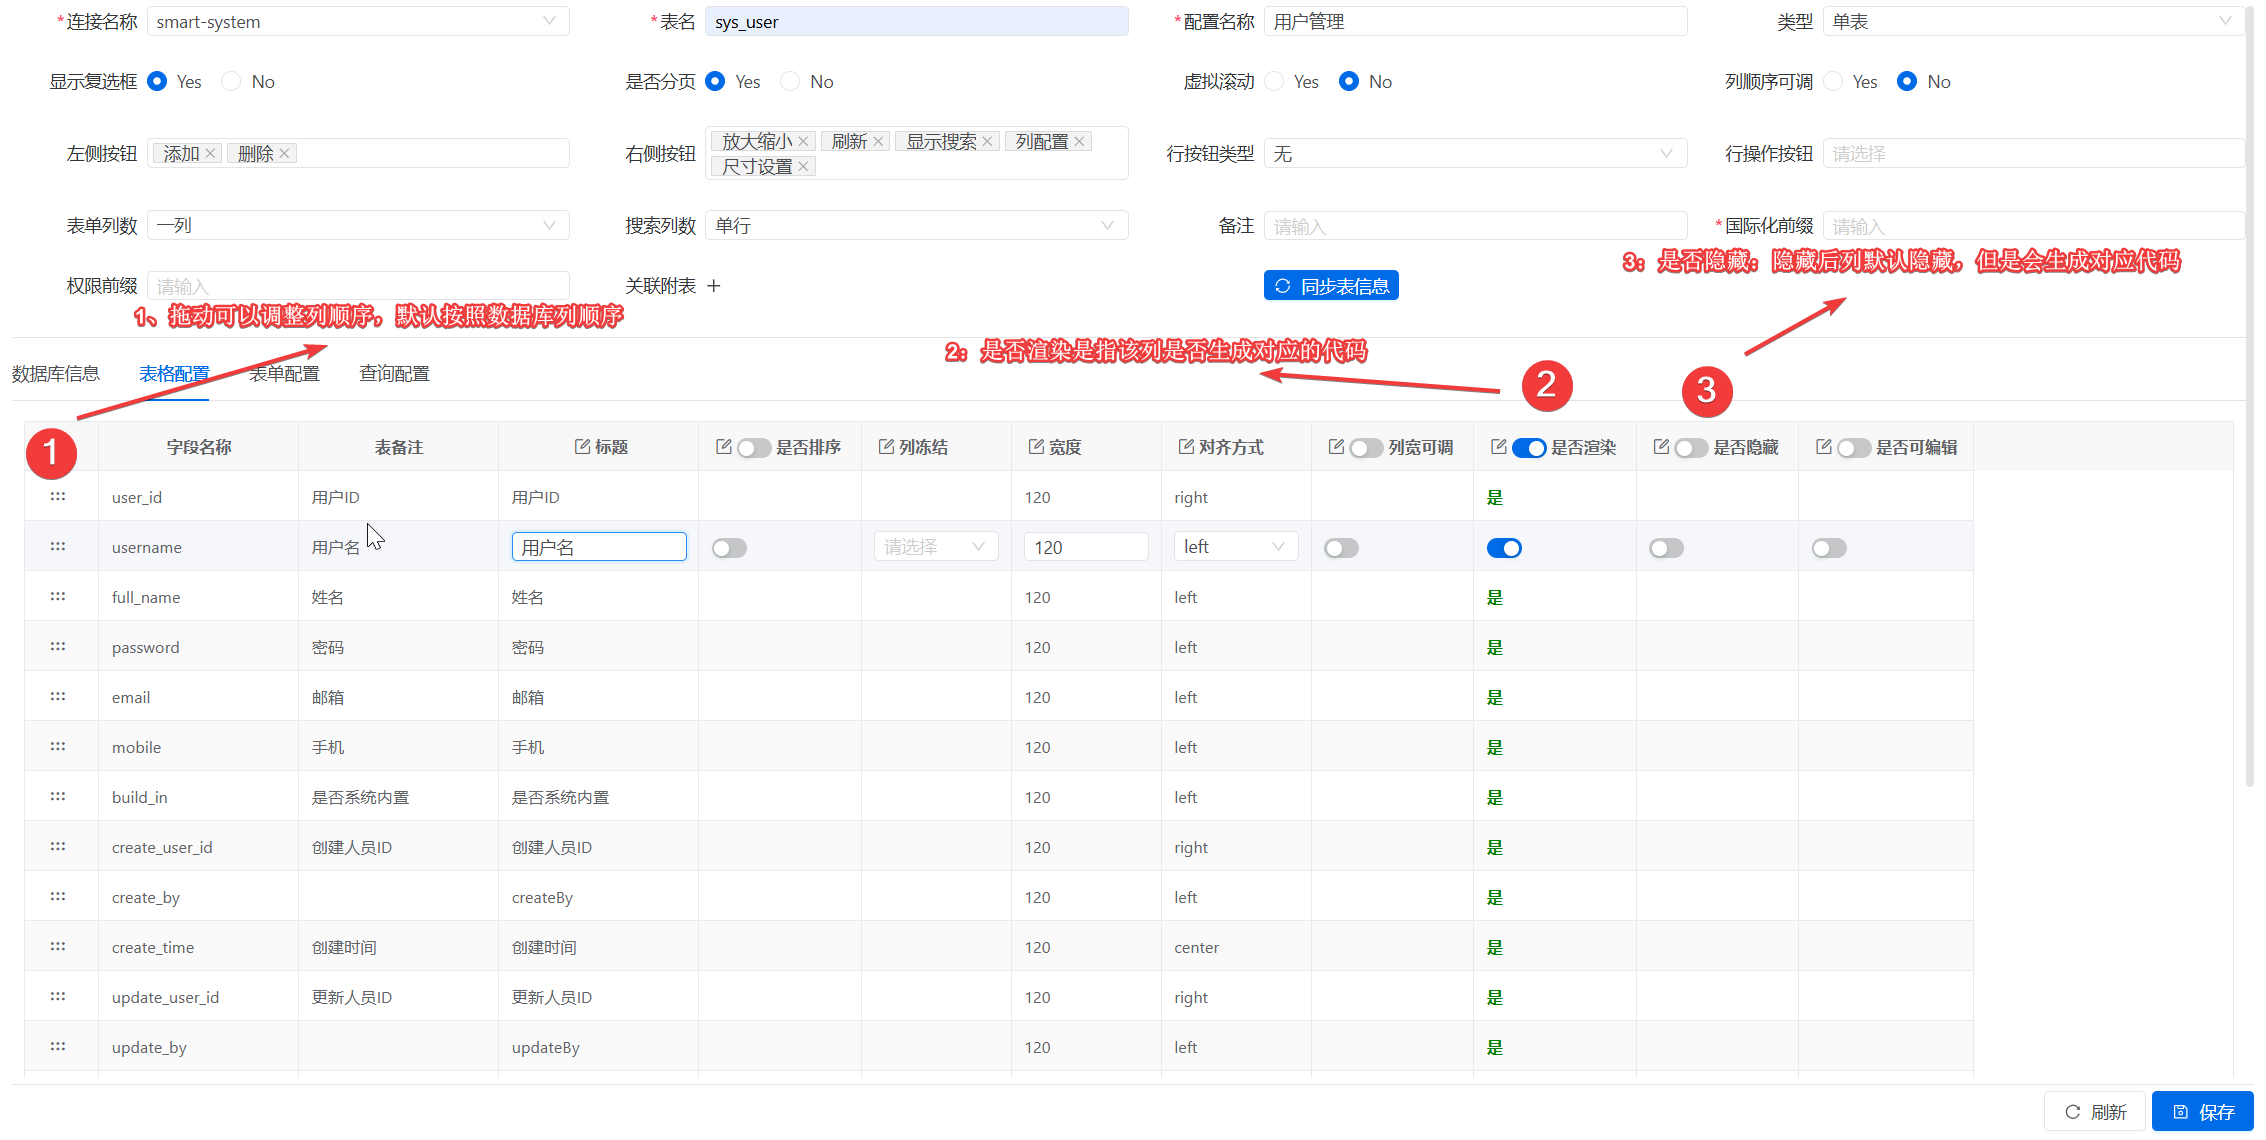 *连接名称 smart-system *表名 sys_user *配置名称 用户管理 类型 单表
显示复选框 Yes No 是否分页 Yes No 虚拟滚动 Yes No 列顺序可调 Yes No
左侧按钮 添加 删除 右侧按钮 放大缩小 刷新 显示搜索 列配置 尺寸设置 行按钮类型 无 行操作按钮 请选择
表单列数 一列 搜索列数 单行 备注 请输入 *国际化前缀 请输入
3：是否隐藏：隐藏后列默认隐藏，但是会生成对应代码
权限前缀 请输入 关联附表 同步表信息
1、拖动可以调整列顺序，默认按照数据库列顺序
2：是否渲染是指该列是否生成对应的代码
数据库信息 表格配置 表单配置 查询配置
2
3
1
字段名称 表备注 标题 是否排序 列冻结 宽度 对齐方式 列宽可调 是否渲染 是否隐藏 是否可编辑
user_id 用户ID 用户ID 120 right 是
username 用户名 用户名 请选择 120 left
full_name 姓名 姓名 120 left 是
password 密码 密码 120 left 是
email 邮箱 邮箱 120 left 是
mobile 手机 手机 120 left 是
build_in 是否系统内置 是否系统内置 120 left 是
create_user_id 创建人员ID 创建人员ID 120 right 是
create_by createBy 120 left 是
create_time 创建时间 创建时间 120 center 是
update_user_id 更新人员ID 更新人员ID 120 right 是
update_by updateBy 120 left 是
刷新 保存